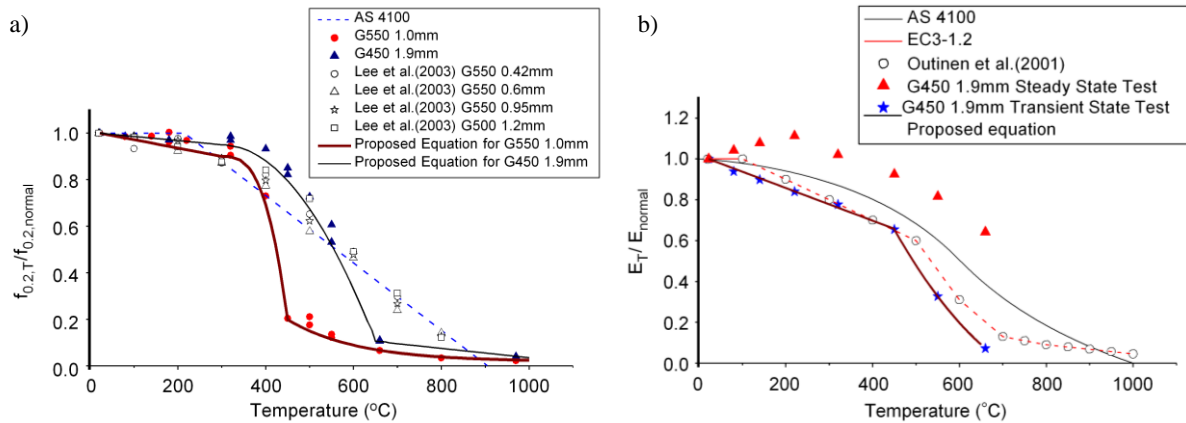 a)
AS 4100
G550 1.0mm
G450 1.9mm
Lee et al.(2003) G550 0.42mm
Lee et al.(2003) G550 0.6mm
Lee et al.(2003) G550 0.95mm
Lee et al.(2003) G500 1.2mm
Proposed Equation for G550 1.0mm
Proposed Equation for G450 1.9mm
f0.2,T/f0.2,normal
1.0
0.8
0.6
0.4
0.2
0.0
0
200
400
600
800
1000
Temperature (°C)
b)
AS 4100
EC3-1.2
Outinen et al.(2001)
G450 1.9mm Steady State Test
G450 1.9mm Transient State Test
Proposed equation
ET/ Enormal
1.4
1.2
1.0
0.8
0.6
0.4
0.2
0.0
0
200
400
600
800
1000
Temperature (°C)